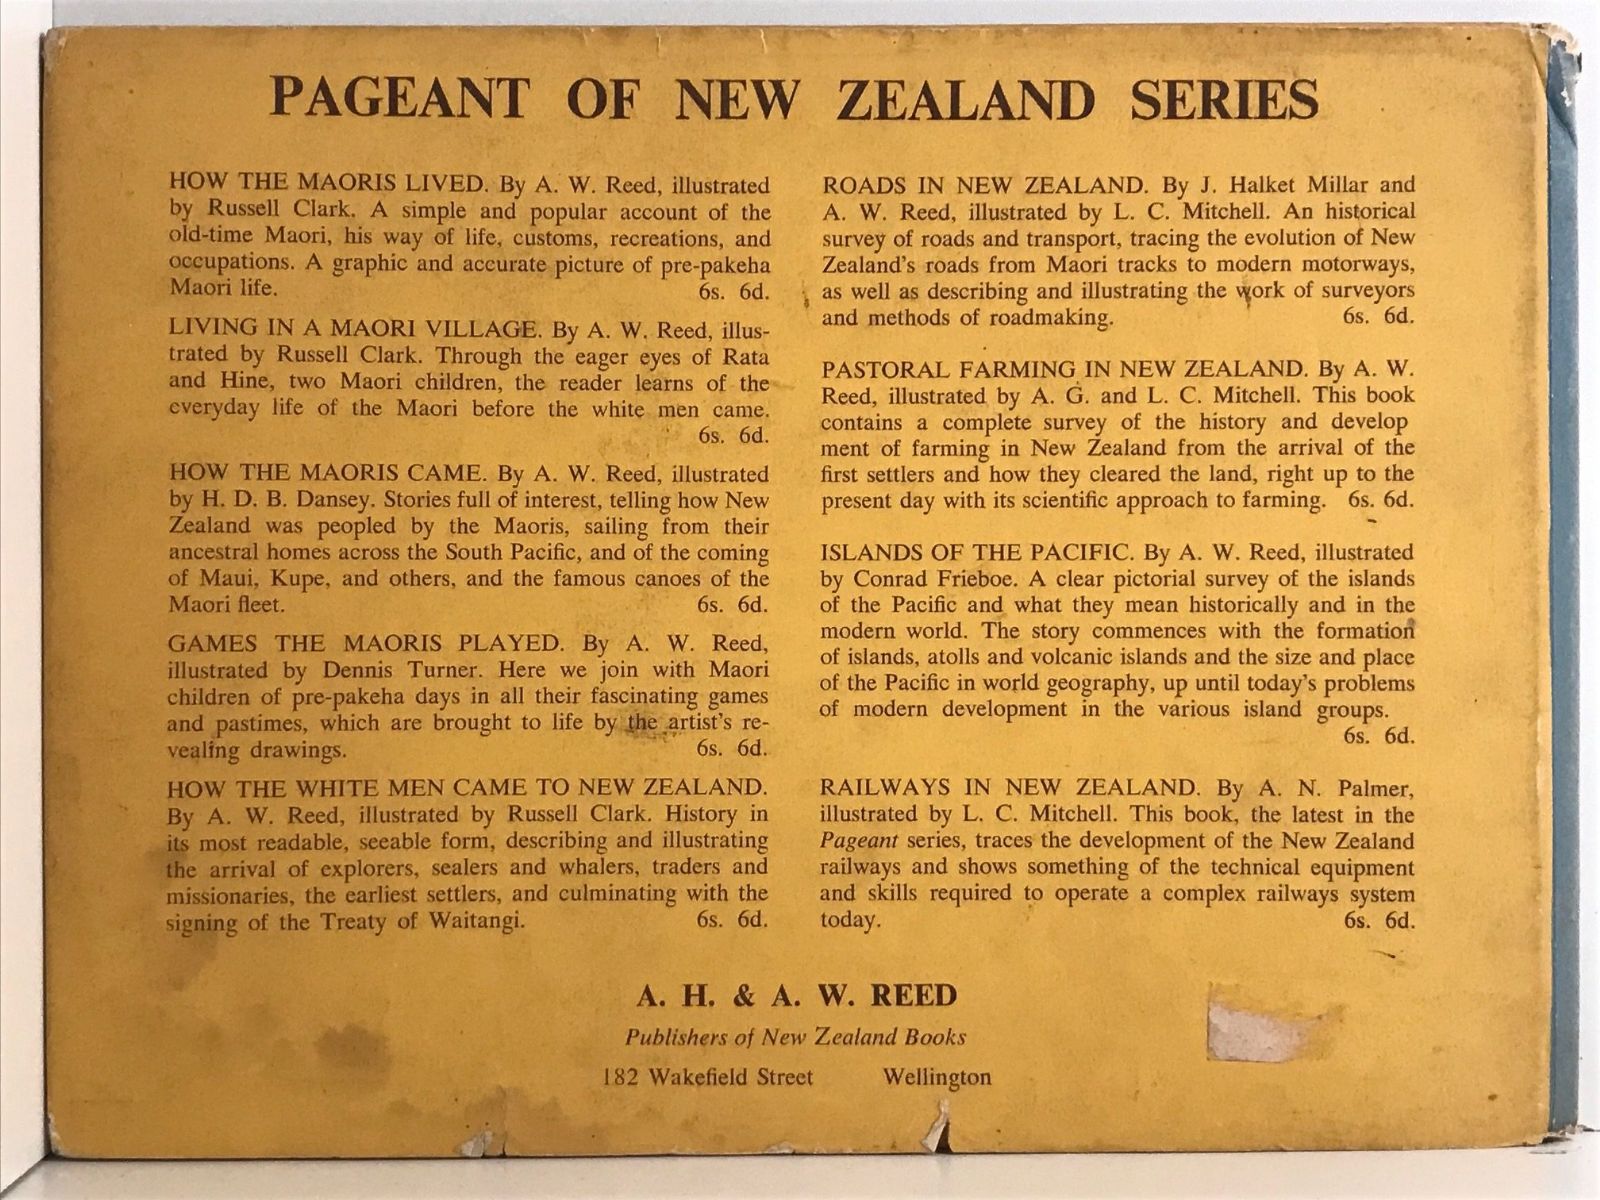 PAGEANT OF NEW ZEALAND SERIES
HOW THE MAORIS LIVED. By A. W. Reed, illustrated
by Russell Clark. A simple and popular account of the
old-time Maori, his way of life, customs, recreations, and
occupations. A graphic and accurate picture of pre-pakeha
Maori life. 6s. 6d.
LIVING IN A MAORI VILLAGE. By A. W. Reed, illus-
trated by Russell Clark. Through the eager eyes of Rata
and Hine, two Maori children, the reader learns of the
everyday life of the Maori before the white men came.
6s. 6d.
HOW THE MAORIS CAME. By A. W. Reed, illustrated
by H. D. B. Dansey. Stories full of interest, telling how New
Zealand was peopled by the Maoris, sailing from their
ancestral homes across the South Pacific, and of the coming
of Maui, Kupe, and others, and the famous canoes of the
Maori fleet. 6s. 6d.
GAMES THE MAORIS PLAYED. By A. W. Reed,
illustrated by Dennis Turner. Here we join with Maori
children of pre-pakeha days in all their fascinating games
and pastimes, which are brought to life by the artist's re-
vealing drawings. 6s. 6d.
HOW THE WHITE MEN CAME TO NEW ZEALAND.
By A. W. Reed, illustrated by Russell Clark. History in
its most readable, seeable form, describing and illustrating
the arrival of explorers, sealers and whalers, traders and
missionaries, the earliest settlers, and culminating with the
signing of the Treaty of Waitangi. 6s. 6d.
ROADS IN NEW ZEALAND. By J. Halket Millar and
A. W. Reed, illustrated by L. C. Mitchell. An historical
survey of roads and transport, tracing the evolution of New
Zealand's roads from Maori tracks to modern motorways,
as well as describing and illustrating the work of surveyors
and methods of roadmaking. 6s. 6d.
PASTORAL FARMING IN NEW ZEALAND. By A. W.
Reed, illustrated by A. G. and L. C. Mitchell. This book
contains a complete survey of the history and develop
ment of farming in New Zealand from the arrival of the
first settlers and how they cleared the land, right up to the
present day with its scientific approach to farming. 6s. 6d.
ISLANDS OF THE PACIFIC. By A. W. Reed, illustrated
by Conrad Frieboe. A clear pictorial survey of the islands
of the Pacific and what they mean historically and in the
modern world. The story commences with the formation
of islands, atolls and volcanic islands and the size and place
of the Pacific in world geography, up until today's problems
of modern development in the various island groups.
6s. 6d.
RAILWAYS IN NEW ZEALAND. By A. N. Palmer,
illustrated by L. C. Mitchell. This book, the latest in the
Pageant series, traces the development of the New Zealand
railways and shows something of the technical equipment
and skills required to operate a complex railways system
today. 6s. 6d.
A. H. & A. W. REED
Publishers of New Zealand Books
182 Wakefield Street Wellington